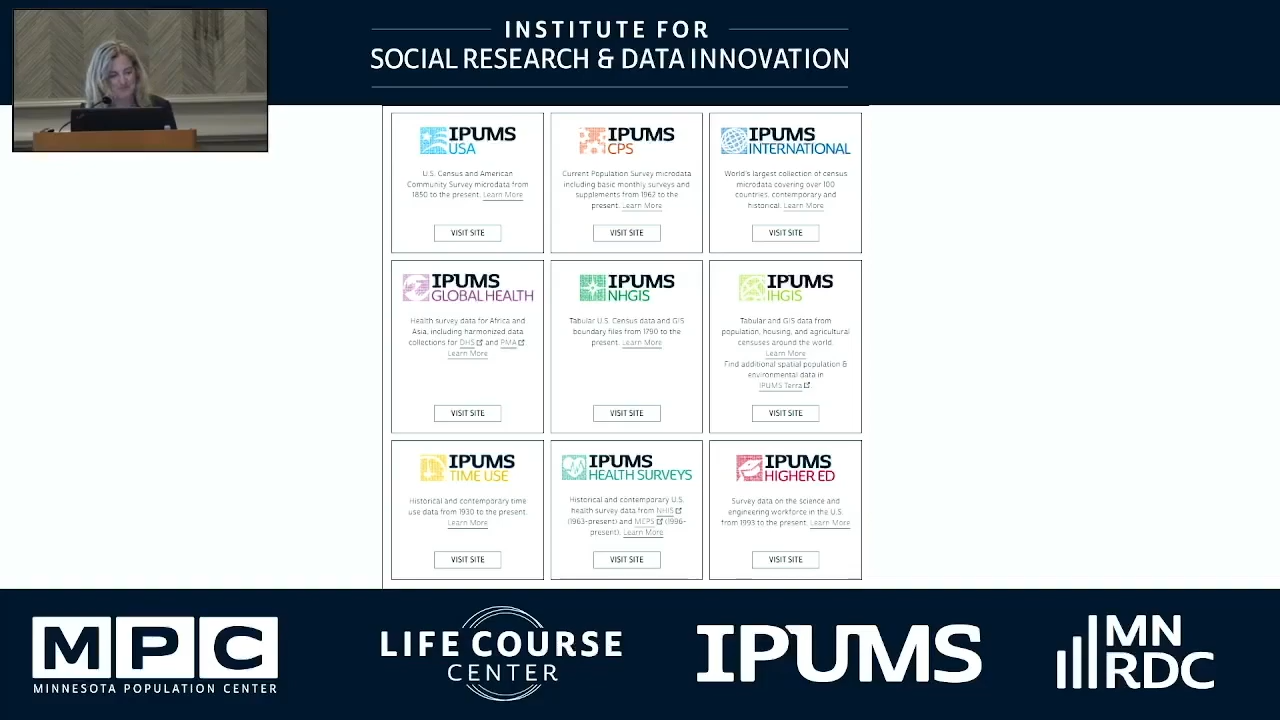 INSTITUTE FOR
SOCIAL RESEARCH & DATA INNOVATION
IPUMS
USA
U.S. Census and American
Community Survey microdata from
1850 to the present. Learn More
VISIT SITE
IPUMS
CPS
Current Population Survey microdata
including basic monthly surveys and
supplements from 1962 to the
present. Learn More
VISIT SITE
IPUMS
INTERNATIONAL
World's largest collection of census
microdata covering over 100
countries, contemporary and
historical. Learn More
VISIT SITE
IPUMS
GLOBAL HEALTH
Health survey data for Africa and
Asia, including harmonized data
collections for DHS and PMA
Learn More
VISIT SITE
IPUMS
NHGIS
Tabular U.S. Census data and GIS
boundary files from 1790 to the
present. Learn More
VISIT SITE
IPUMS
IHGIS
Tabular and GIS data from
population, housing, and agricultural
censuses around the world.
Learn More
Find additional spatial population &
environmental data in
IPUMS Terra.
VISIT SITE
IPUMS
TIME USE
Historical and contemporary time
use data from 1930 to the present.
Learn More
VISIT SITE
IPUMS
HEALTH SURVEYS
Historical and contemporary U.S.
health survey data from NHIS
(1963-present) and MEPS (1996-
present). Learn More
VISIT SITE
IPUMS
HIGHER ED
Survey data on the science and
engineering workforce in the U.S.
from 1993 to the present. Learn More
VISIT SITE
MPC
MINNESOTA POPULATION CENTER
LIFE COURSE
CENTER
IPUMS
MN
RDC